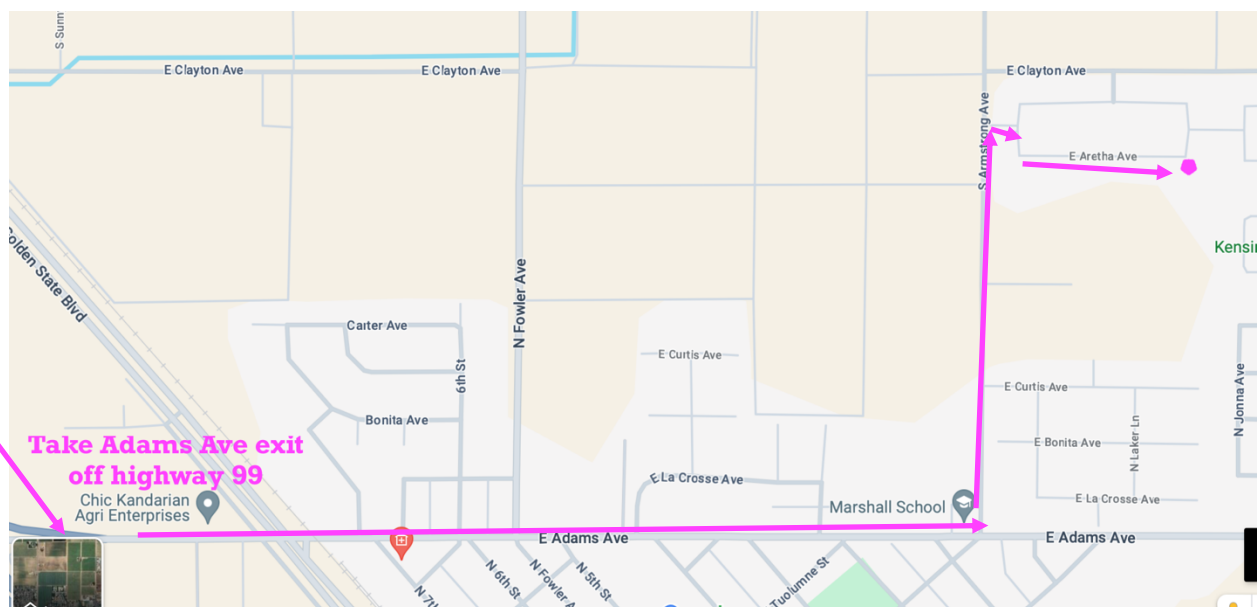 S Sunn
E Clayton Ave
E Clayton Ave
E Clayton Ave
S Armstrong Ave
E Aretha Ave
Kensin
Golden State Blvd
N Fowler Ave
Carter Ave
6th St
E Curtis Ave
E Curtis Ave
N Jonna Ave
Bonita Ave
E Bonita Ave
N Laker Ln
Take Adams Ave exit
off highway 99
Chic Kandarian
Agri Enterprises
E La Crosse Ave
E La Crosse Ave
Marshall School
E Adams Ave
E Adams Ave
N 7th
N 6th St
N Fowler A
N 5th St
Tuolumne St